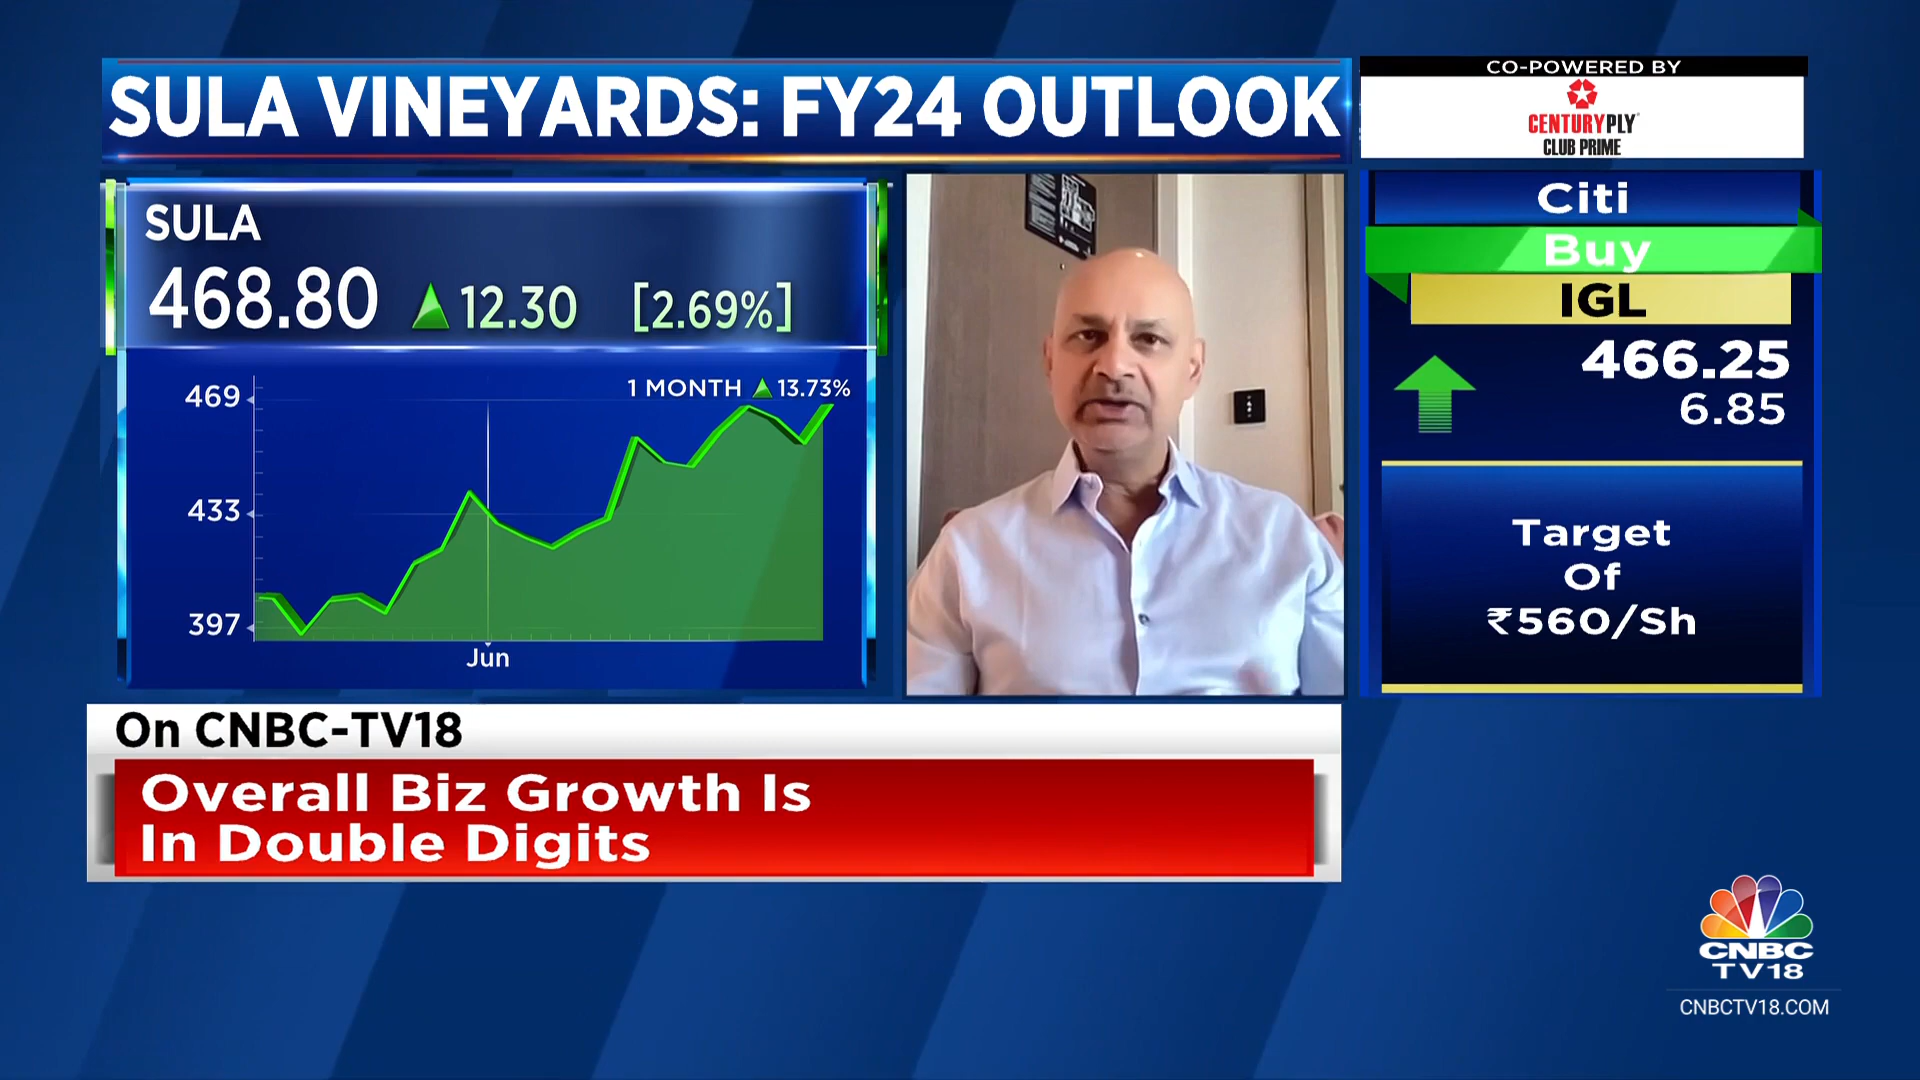 SULA VINEYARDS: FY24 OUTLOOK
CO-POWERED BY
CENTURYPLY
CLUB PRIME
SULA
468.80 ▲ 12.30 [2.69%]
1 MONTH ▲ 13.73%
469
433
397
Jun
Citi
Buy
IGL
466.25
6.85
Target
Of
₹560/Sh
On CNBC-TV18
Overall Biz Growth Is
In Double Digits
CNBC
TV18
CNBCTV18.COM